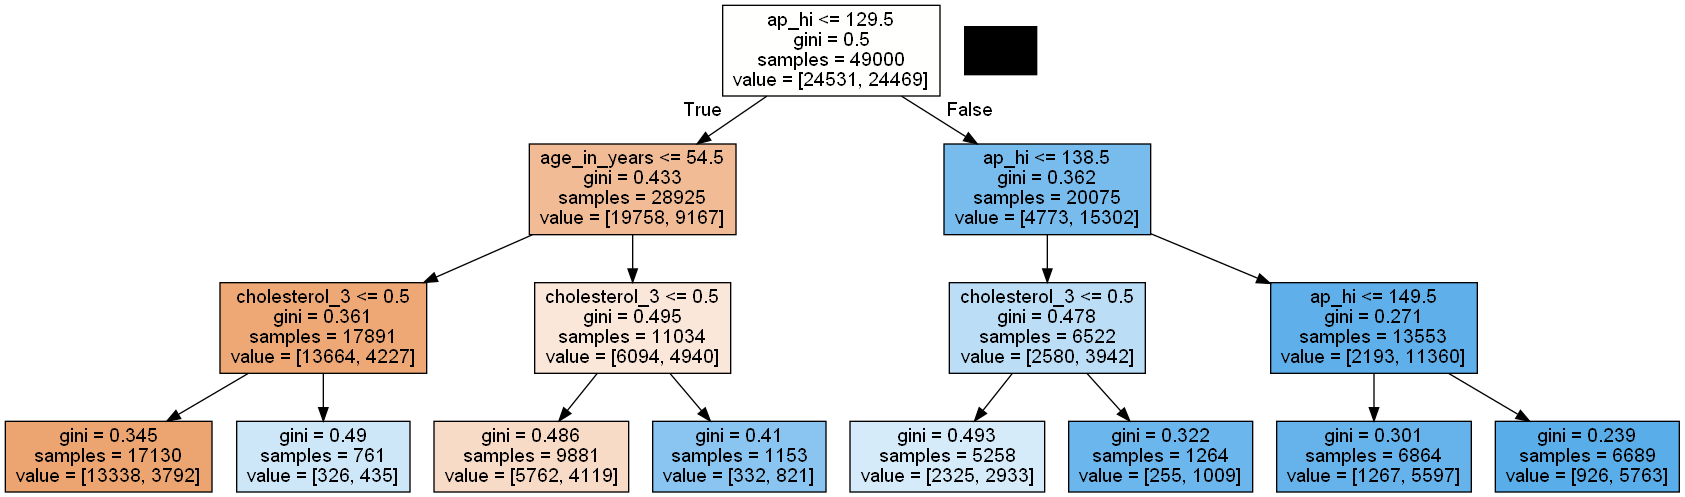 ap_hi <= 129.5
gini = 0.5
samples = 49000
value = [24531, 24469]
True
False
age_in_years <= 54.5
gini = 0.433
samples = 28925
value = [19758, 9167]
ap_hi <= 138.5
gini = 0.362
samples = 20075
value = [4773, 15302]
cholesterol_3 <= 0.5
gini = 0.361
samples = 17891
value = [13664, 4227]
cholesterol_3 <= 0.5
gini = 0.495
samples = 11034
value = [6094, 4940]
cholesterol_3 <= 0.5
gini = 0.478
samples = 6522
value = [2580, 3942]
ap_hi <= 149.5
gini = 0.271
samples = 13553
value = [2193, 11360]
gini = 0.345
samples = 17130
value = [13338, 3792]
gini = 0.49
samples = 761
value = [326, 435]
gini = 0.486
samples = 9881
value = [5762, 4119]
gini = 0.41
samples = 1153
value = [332, 821]
gini = 0.493
samples = 5258
value = [2325, 2933]
gini = 0.322
samples = 1264
value = [255, 1009]
gini = 0.301
samples = 6864
value = [1267, 5597]
gini = 0.239
samples = 6689
value = [926, 5763]